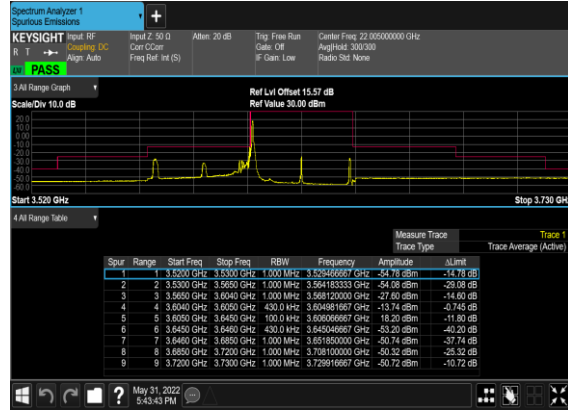 Spectrum Analyzer 1
Spurious Emissions
KEYSIGHT Input: RF Input Z: 50 Ω Atten: 20 dB Trig: Free Run Center Freq: 22.005000000 GHz
R T Coupling: DC Corr CCorr Gate: Off Avg|Hold: 300/300
Align: Auto Freq Ref: Int (S) IF Gain: Low Radio Std: None
LW PASS
3 All Range Graph
Ref Lvl Offset 15.57 dB
Scale/Div 10.0 dB Ref Value 30.00 dBm
20.0
10.0
0.00
-10.0
-20.0
-30.0
-40.0
-50.0
-60.0
Start 3.520 GHz Stop 3.730 GHz
4 All Range Table
Measure Trace Trace 1
Trace Type Trace Average (Active)
Spur Range Start Freq Stop Freq RBW Frequency Amplitude ΔLimit
1 1 3.5200 GHz 3.5300 GHz 1.000 MHz 3.529466667 GHz -54.78 dBm -14.78 dB
2 2 3.5300 GHz 3.5650 GHz 1.000 MHz 3.564183333 GHz -54.08 dBm -29.08 dB
3 3 3.5650 GHz 3.6040 GHz 1.000 MHz 3.568120000 GHz -27.60 dBm -14.60 dB
4 4 3.6040 GHz 3.6050 GHz 430.0 kHz 3.604981667 GHz -13.74 dBm -0.745 dB
5 5 3.6050 GHz 3.6450 GHz 100.0 kHz 3.606066667 GHz 18.20 dBm -11.80 dB
6 6 3.6450 GHz 3.6460 GHz 430.0 kHz 3.645046667 GHz -53.20 dBm -40.20 dB
7 7 3.6460 GHz 3.6850 GHz 1.000 MHz 3.651850000 GHz -50.74 dBm -37.74 dB
8 8 3.6850 GHz 3.7200 GHz 1.000 MHz 3.708100000 GHz -50.32 dBm -25.32 dB
9 9 3.7200 GHz 3.7300 GHz 1.000 MHz 3.729916667 GHz -50.72 dBm -10.72 dB
? May 31, 2022
5:43:43 PM